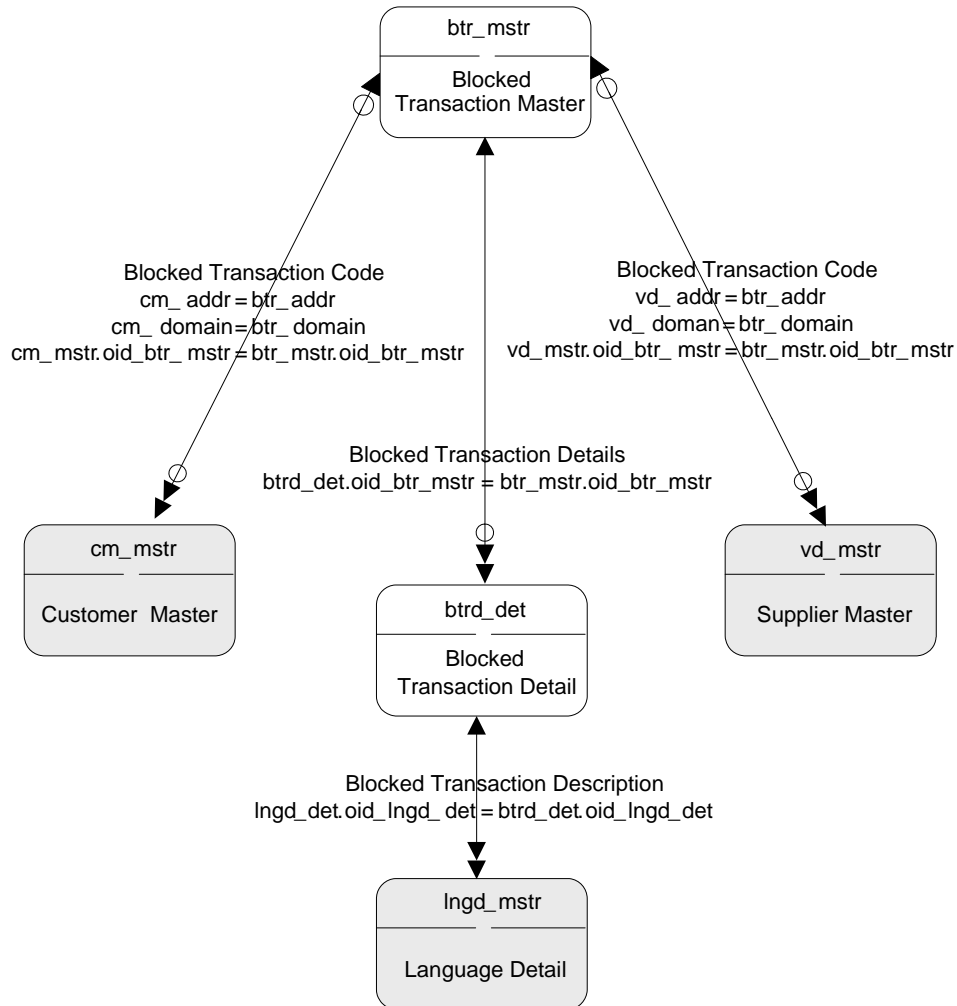 btr_mstr
Blocked
Transaction Master
Blocked Transaction Code
cm_ addr = btr_addr
cm_ domain = btr_ domain
cm_mstr.oid_btr_ mstr = btr_mstr.oid_btr_mstr
Blocked Transaction Code
vd_ addr = btr_addr
vd_ doman = btr_ domain
vd_mstr.oid_btr_ mstr = btr_mstr.oid_btr_mstr
Blocked Transaction Details
btrd_det.oid_btr_mstr = btr_mstr.oid_btr_mstr
cm_mstr
Customer Master
vd_mstr
Supplier Master
btrd_det
Blocked
Transaction Detail
Blocked Transaction Description
lngd_det.oid_lngd_ det = btrd_det.oid_lngd_det
lngd_mstr
Language Detail